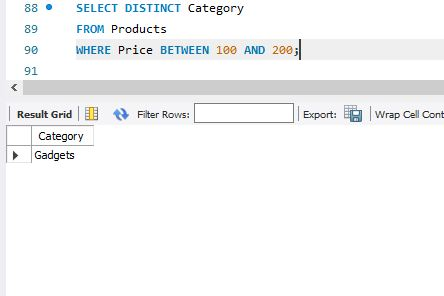 88 SELECT DISTINCT Category
89 FROM Products
90 WHERE Price BETWEEN 100 AND 200;
91
Result Grid Filter Rows: Export: Wrap Cell Cont
Category
Gadgets